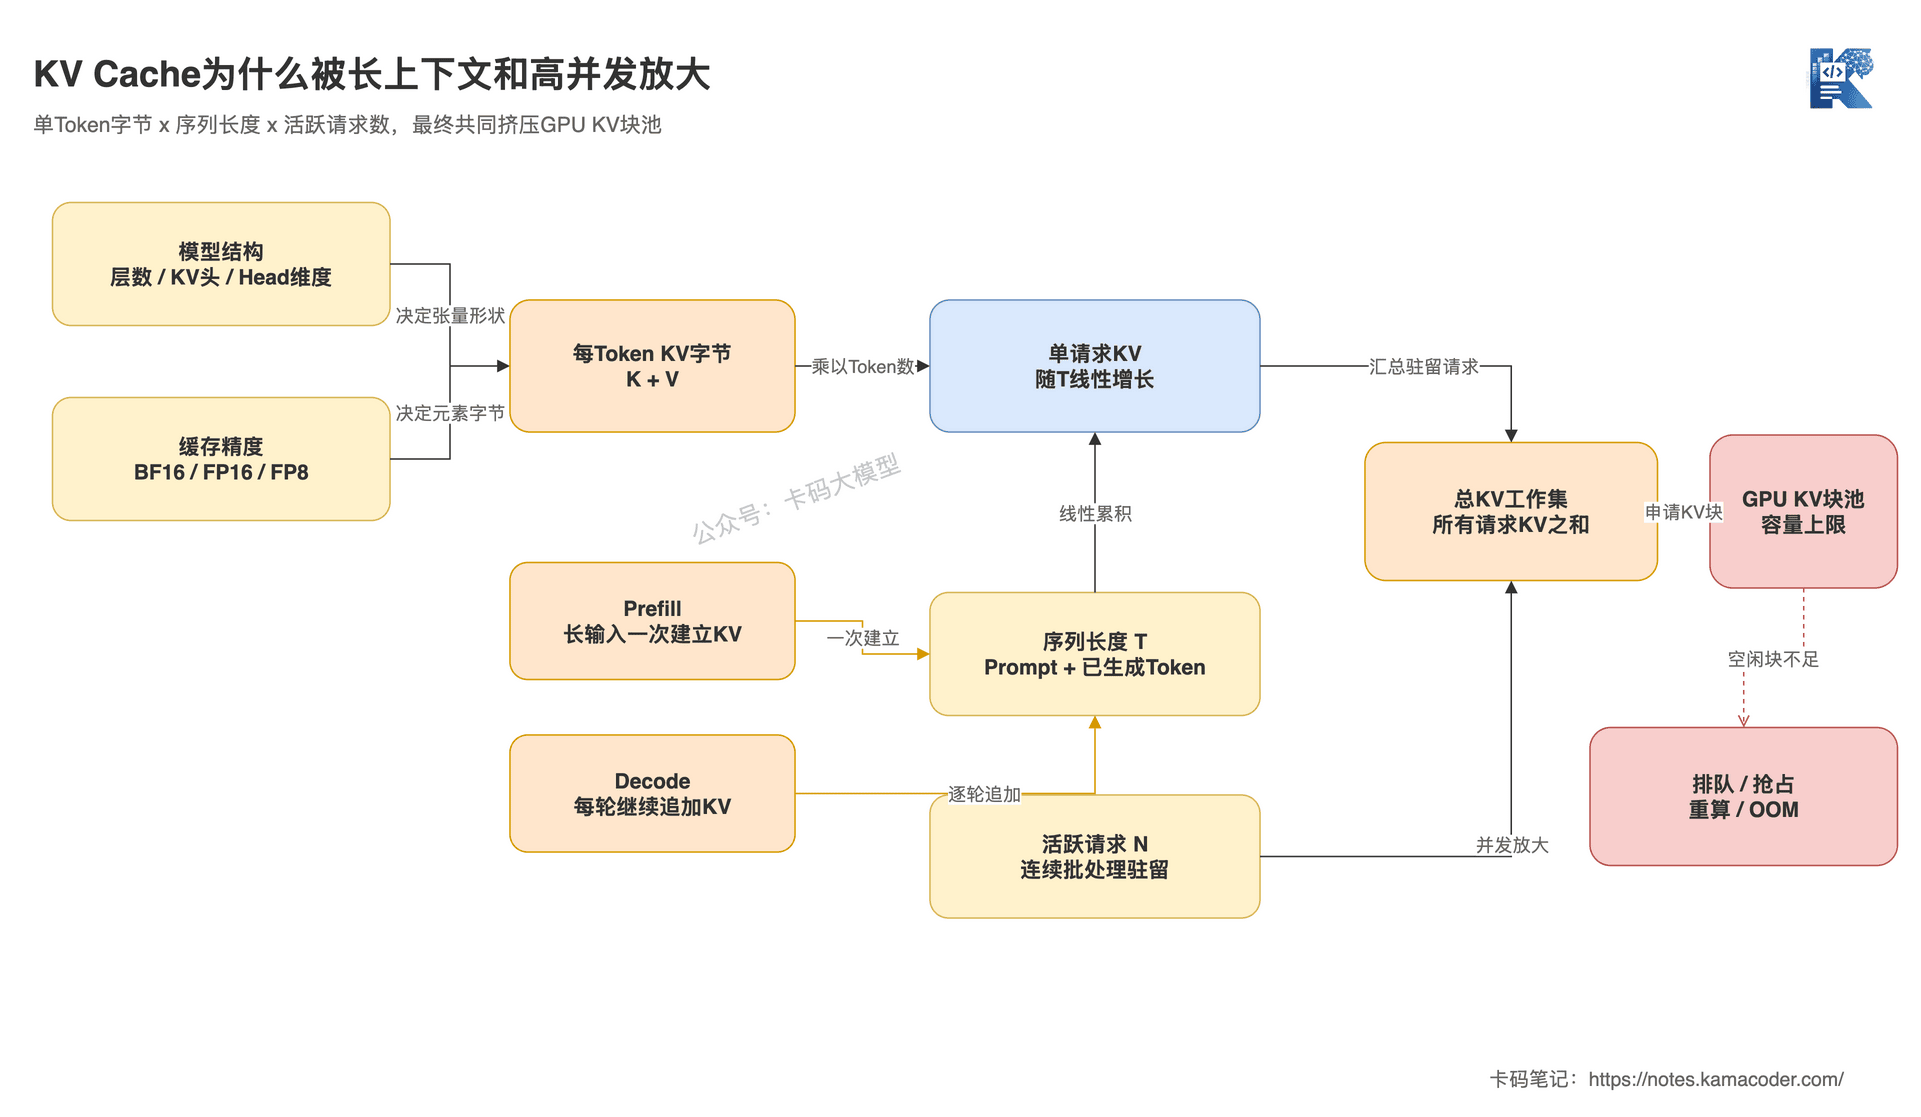 KV Cache为什么被长上下文和高并发放大
单Token字节 x 序列长度 x 活跃请求数，最终共同挤压GPU KV块池
</>
模型结构
层数 / KV头 / Head维度
决定张量形状
缓存精度
BF16 / FP16 / FP8
决定元素字节
每Token KV字节
K + V
乘以Token数
单请求KV
随T线性增长
汇总驻留请求
公众号：卡码大模型
线性累积
总KV工作集
所有请求KV之和
申请KV块
GPU KV块池
容量上限
Prefill
长输入一次建立KV
一次建立
序列长度 T
Prompt + 已生成Token
空闲块不足
Decode
每轮继续追加KV
逐轮追加
活跃请求 N
连续批处理驻留
并发放大
排队 / 抢占
重算 / OOM
卡码笔记：https://notes.kamacoder.com/